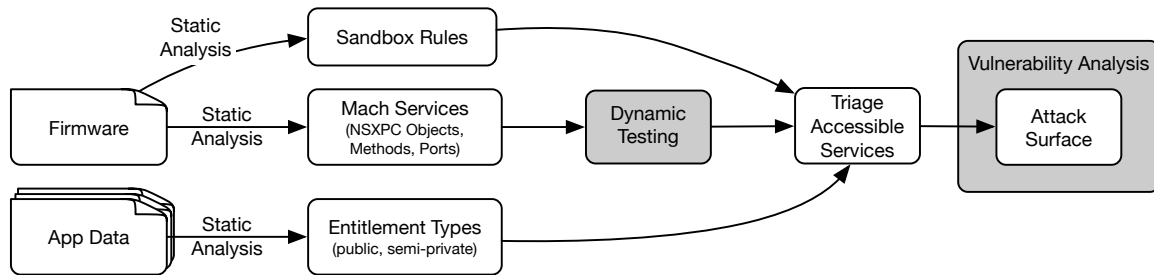 Static
Analysis
Sandbox Rules
Firmware
Static
Analysis
Mach Services
(NSXPC Objects,
Methods, Ports)
Dynamic
Testing
Triage
Accessible
Services
Vulnerability Analysis
Attack
Surface
App Data
Static
Analysis
Entitlement Types
(public, semi-private)